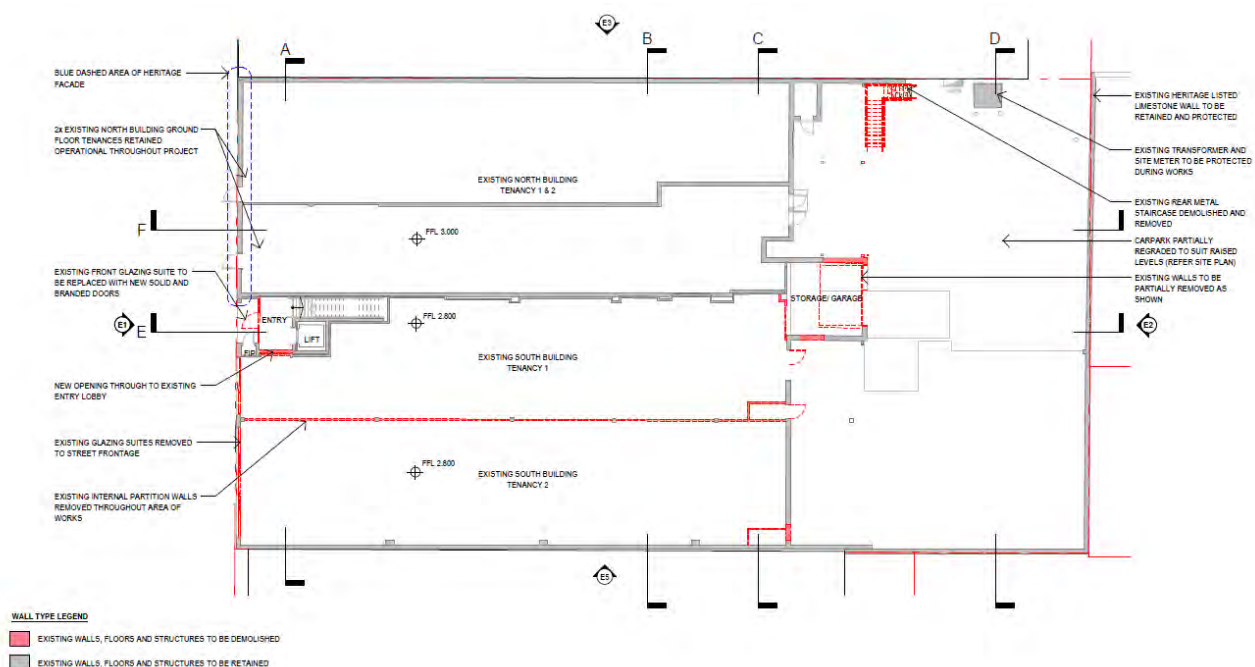 E3
A
B
C
D
BLUE DASHED AREA OF HERITAGE
FACADE
2x EXISTING NORTH BUILDING GROUND
FLOOR TENANCES RETAINED
OPERATIONAL THROUGHOUT PROJECT
F
EXISTING FRONT GLAZING SUITE TO
BE REPLACED WITH NEW SOLID AND
BRANDED DOORS
E1
E
NEW OPENING THROUGH TO EXISTING
ENTRY LOBBY
EXISTING GLAZING SUITES REMOVED
TO STREET FRONTAGE
EXISTING INTERNAL PARTITION WALLS
REMOVED THROUGHOUT AREA OF
WORKS
EXISTING NORTH BUILDING
TENANCY 1 & 2
FFL 3.000
ENTRY
LIFT
FIP
FFL 2.800
EXISTING SOUTH BUILDING
TENANCY 1
FFL 2.600
EXISTING SOUTH BUILDING
TENANCY 2
STORAGE/ GARAGE
EXISTING HERITAGE LISTED
LIMESTONE WALL TO BE
RETAINED AND PROTECTED
EXISTING TRANSFORMER AND
SITE METER TO BE PROTECTED
DURING WORKS
EXISTING REAR METAL
STAIRCASE DEMOLISHED AND
REMOVED
CARPARK PARTIALLY
REGRADED TO SUIT RAISED
LEVELS (REFER SITE PLAN)
EXISTING WALLS TO BE
PARTIALLY REMOVED AS
SHOWN
E2
E5
WALL TYPE LEGEND
EXISTING WALLS, FLOORS AND STRUCTURES TO BE DEMOLISHED
EXISTING WALLS, FLOORS AND STRUCTURES TO BE RETAINED